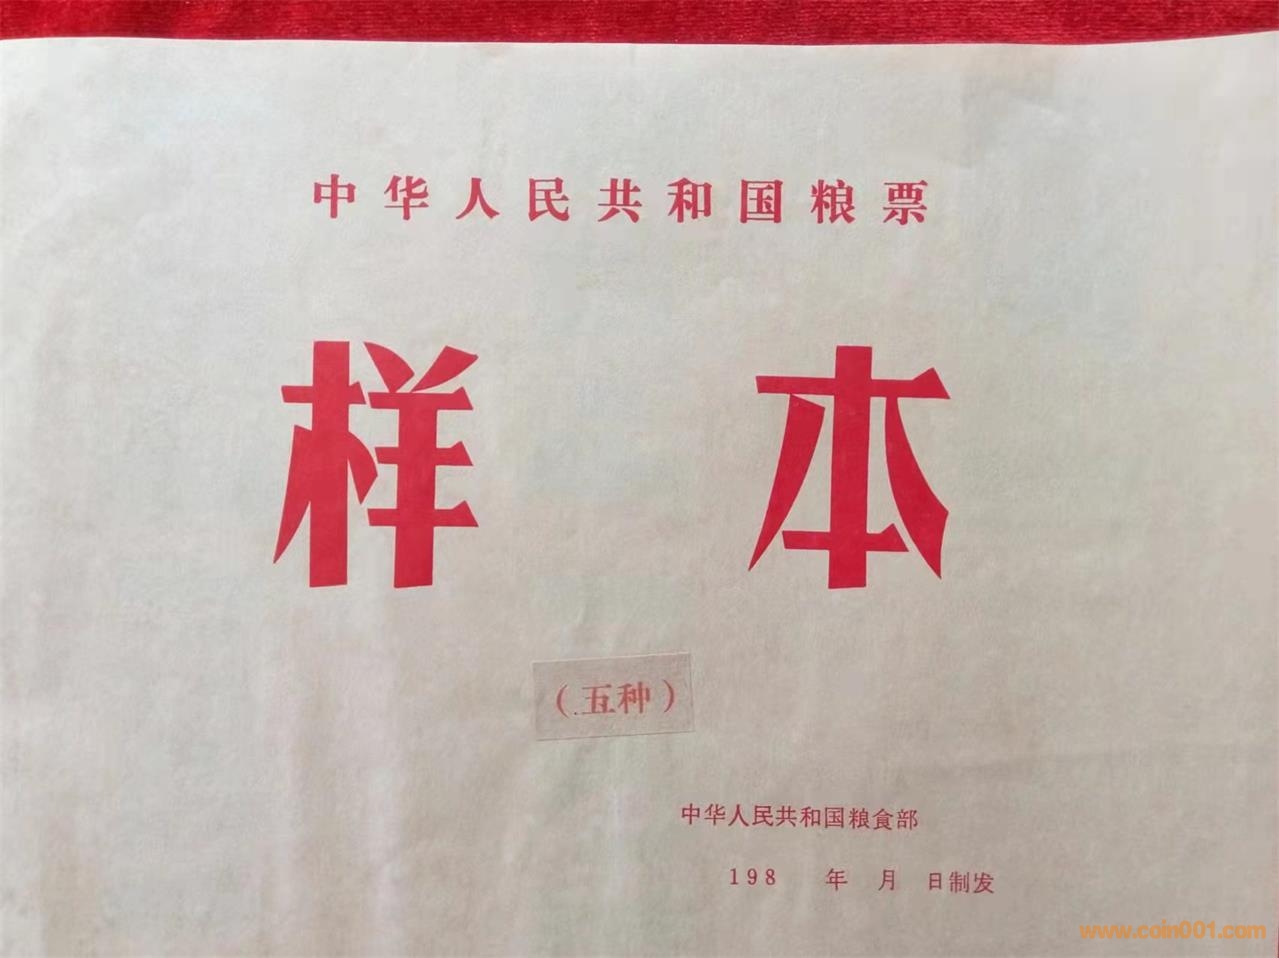 中华人民共和国粮票
样本
（五种）
中华人民共和国粮食部
198 年 月 日制发
www.coin001.com